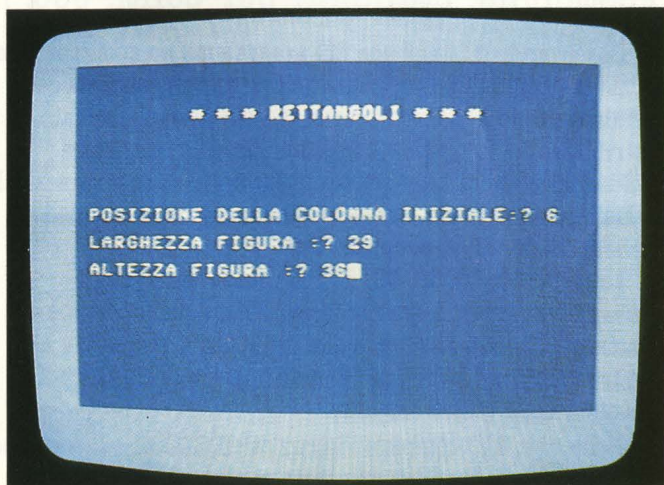 * * * RETTANGOLI * * *
POSIZIONE DELLA COLONNA INIZIALE:? 6
LARGHEZZA FIGURA :? 29
ALTEZZA FIGURA :? 36